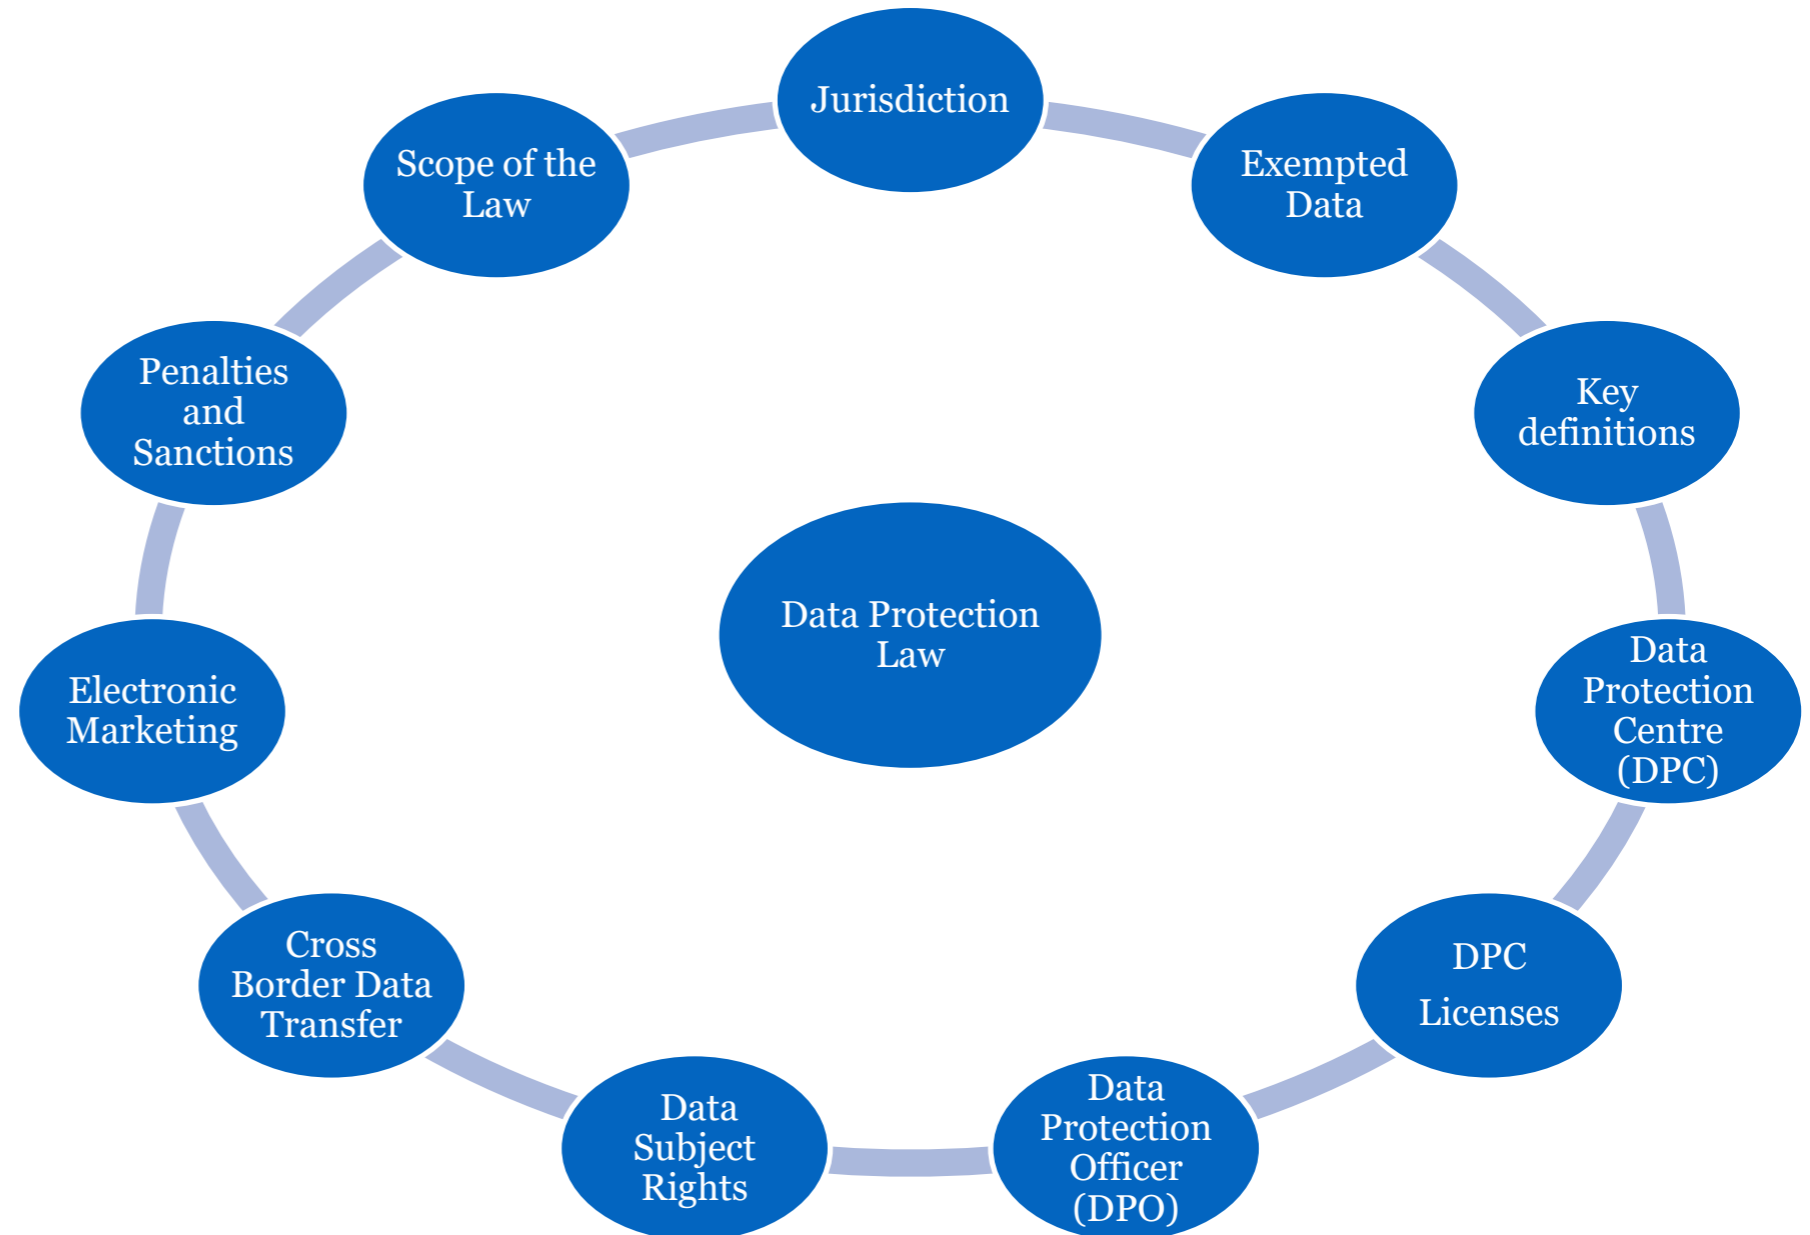 Jurisdiction
Exempted
Data
Key
definitions
Data
Protection
Centre
(DPC)
DPC
Licenses
Data
Protection
Officer
(DPO)
Data
Subject
Rights
Cross
Border Data
Transfer
Electronic
Marketing
Penalties
and
Sanctions
Scope of the
Law
Data Protection
Law